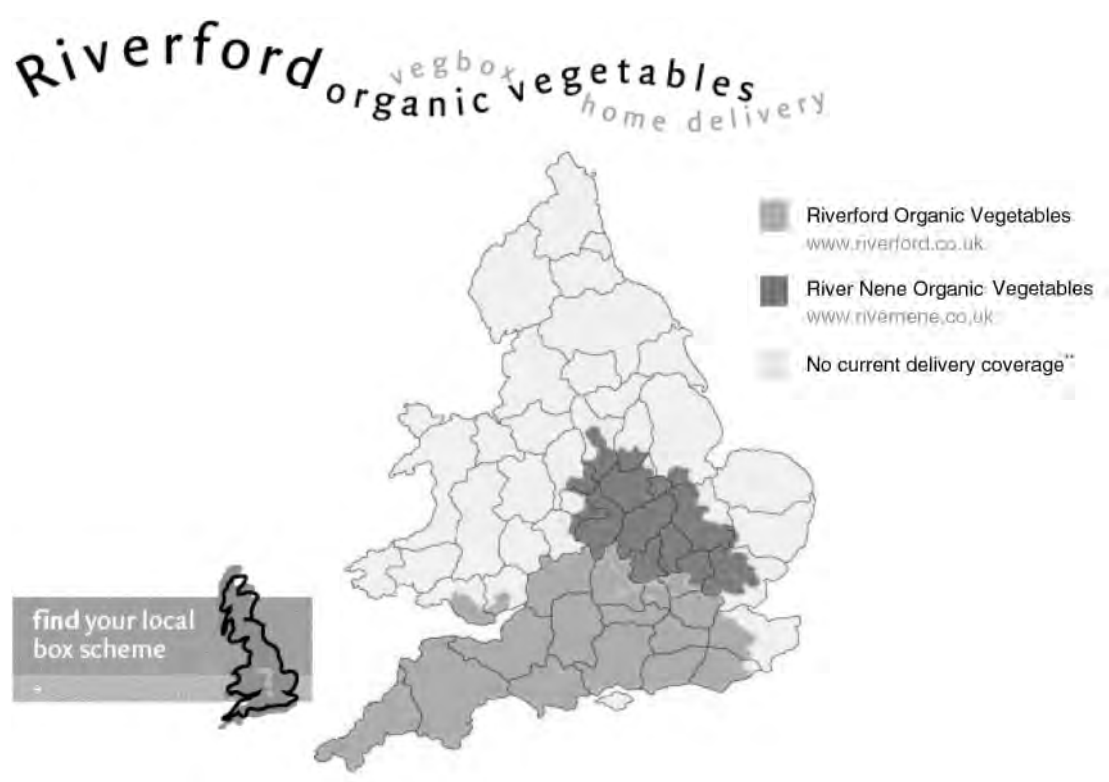 Riverford organic vegetables
vegbox home delivery
Riverford Organic Vegetables
www.riverford.co.uk
River Nene Organic Vegetables
www.rivernene.co.uk
No current delivery coverage**
find your local
box scheme